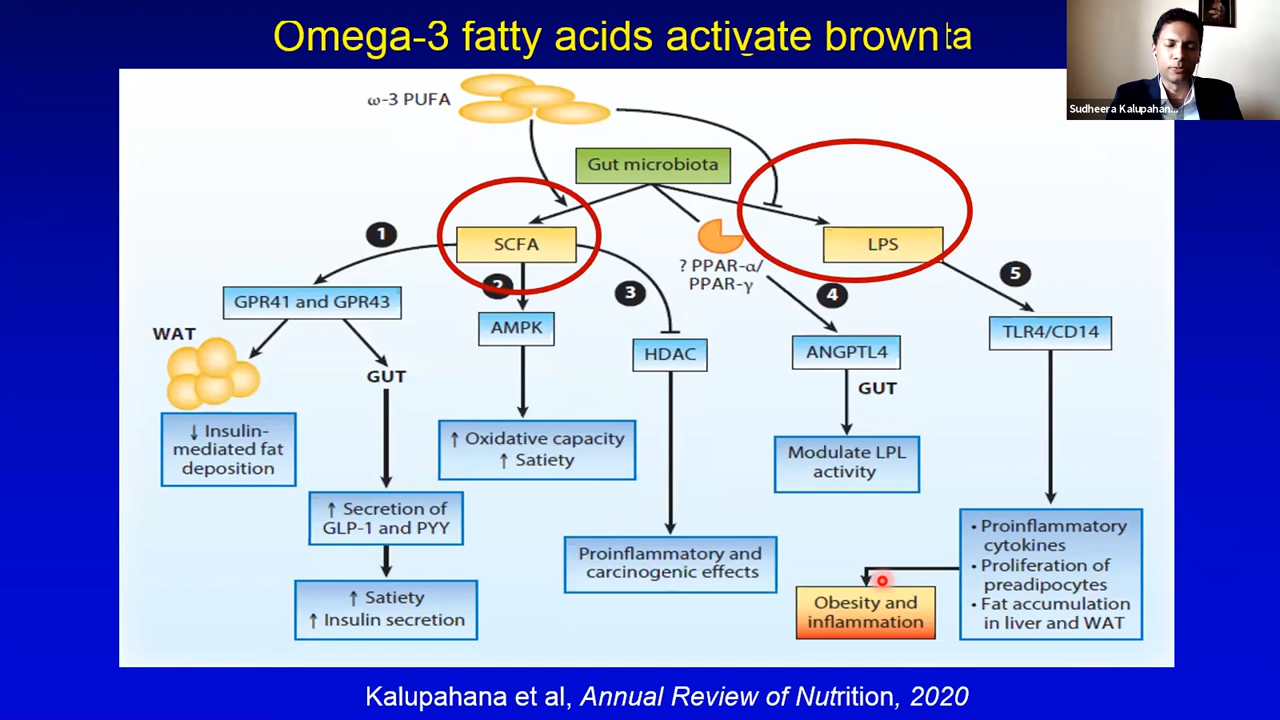 Omega-3 fatty acids activate brown ta
Sudheera Kalupahan...
ω-3 PUFA
Gut microbiota
SCFA
LPS
? PPAR-α/
PPAR-γ
1
2
3
4
5
GPR41 and GPR43
AMPK
HDAC
ANGPTL4
TLR4/CD14
WAT
GUT
GUT
↓ Insulin-
mediated fat
deposition
↑ Oxidative capacity
↑ Satiety
Modulate LPL
activity
↑ Secretion of
GLP-1 and PYY
Proinflammatory and
carcinogenic effects
• Proinflammatory
cytokines
• Proliferation of
preadipocytes
• Fat accumulation
in liver and WAT
↑ Satiety
↑ Insulin secretion
Obesity and
inflammation
Kalupahana et al, Annual Review of Nutrition, 2020